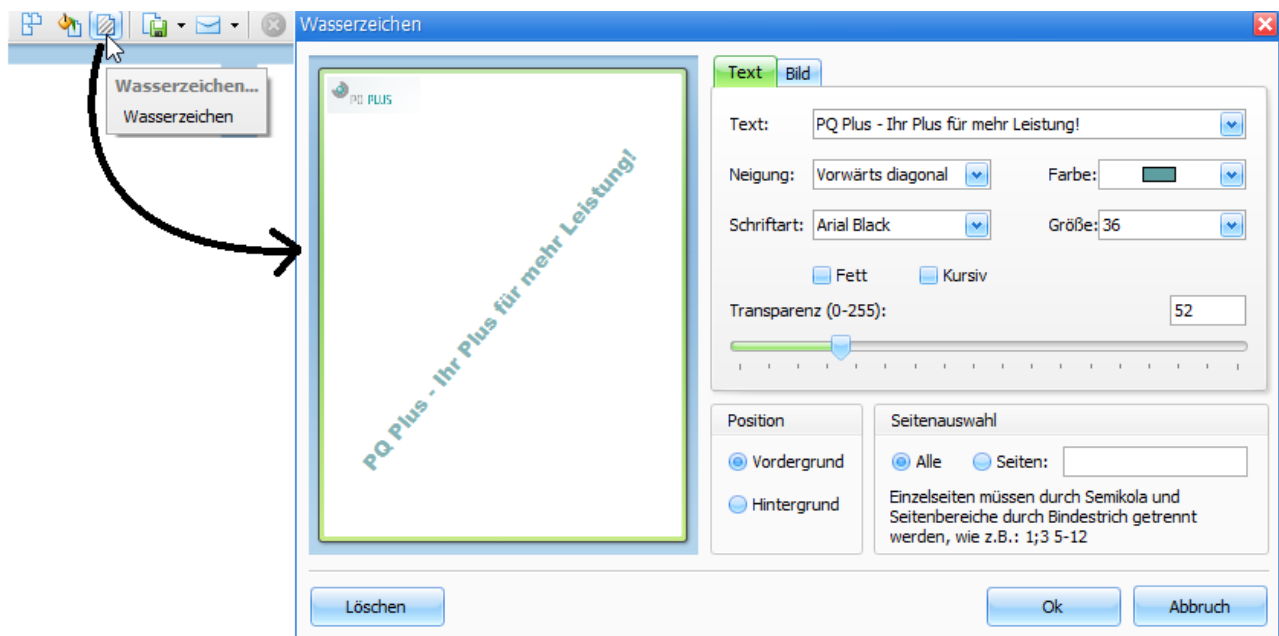 Wasserzeichen
Wasserzeichen...
Wasserzeichen
PQ PLUS
PQ Plus - Ihr Plus für mehr Leistung!
Text Bild
Text: PQ Plus - Ihr Plus für mehr Leistung!
Neigung: Vorwärts diagonal Farbe:
Schriftart: Arial Black Größe: 36
Fett Kursiv
Transparenz (0-255): 52
Position
Vordergrund
Hintergrund
Seitenauswahl
Alle Seiten:
Einzelseiten müssen durch Semikola und
Seitenbereiche durch Bindestrich getrennt
werden, wie z.B.: 1;3 5-12
Löschen Ok Abbruch